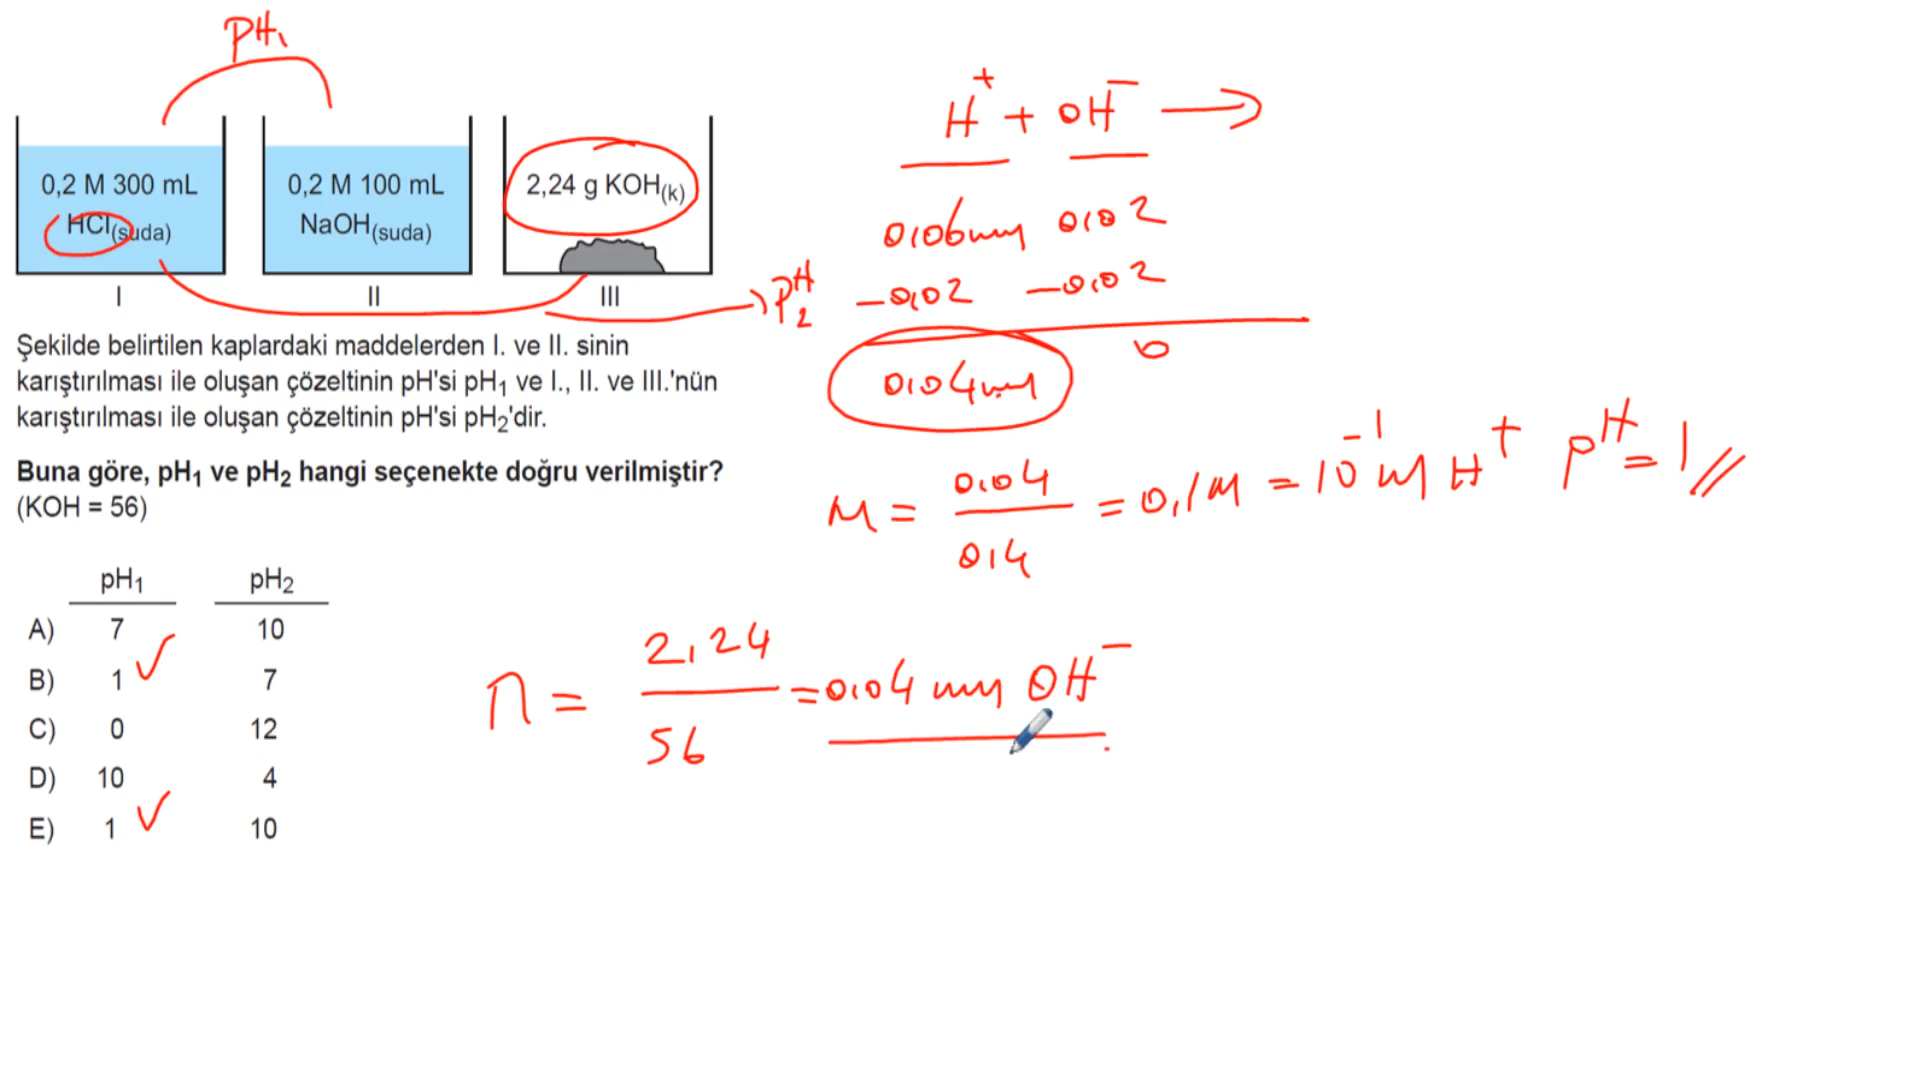 pH₁
0,2 M 300 mL
HCl(suda)
I
0,2 M 100 mL
NaOH(suda)
II
2,24 g KOH(k)
III
pH₂
Şekilde belirtilen kaplardaki maddelerden I. ve II. sinin
karıştırılması ile oluşan çözeltinin pH'si pH₁ ve I., II. ve III.'nün
karıştırılması ile oluşan çözeltinin pH'si pH₂'dir.
Buna göre, pH₁ ve pH₂ hangi seçenekte doğru verilmiştir?
(KOH = 56)
pH₁ pH₂
A) 7 10
B) 1 ✓ 7
C) 0 12
D) 10 4
E) 1 ✓ 10
H⁺ + OH⁻ →
0,06 mol 0,02
-0,02 -0,02
0,04 mol 0
M = 0,04 / 0,4 = 0,1M = 10⁻¹ M H⁺ pH = 1 //
n = 2,24 / 56 = 0,04 mol OH⁻